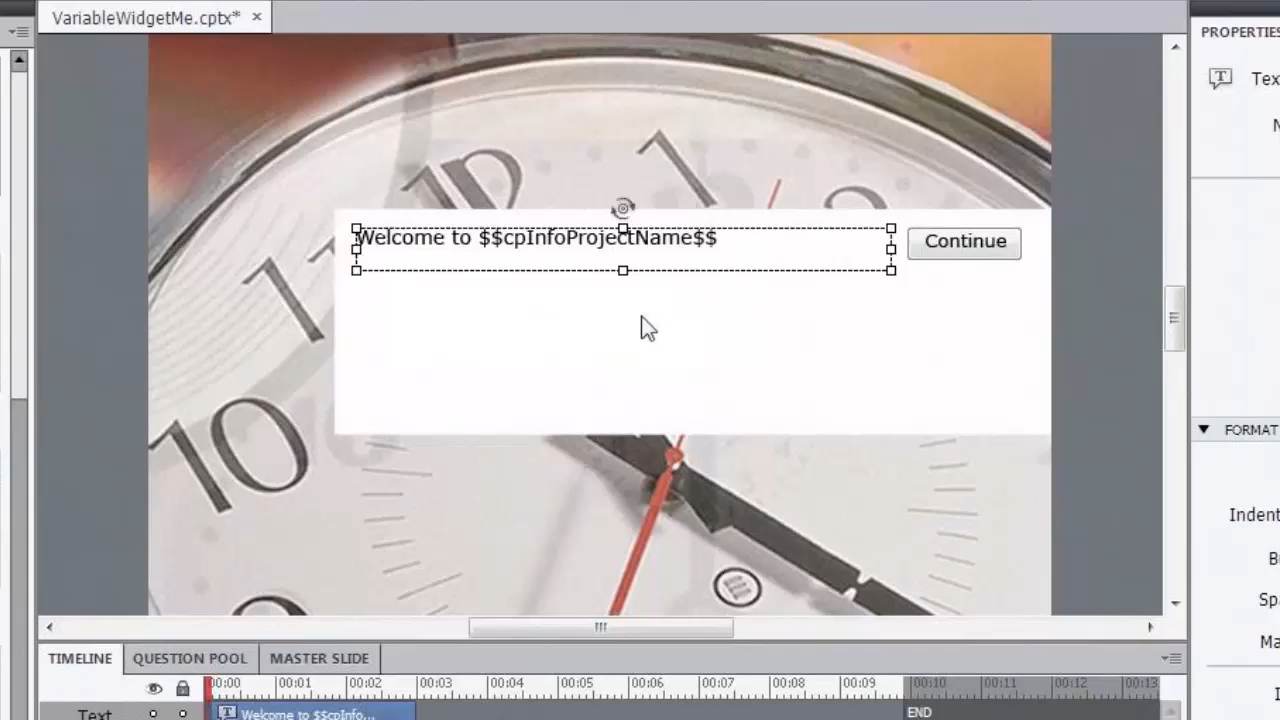 VariableWidgetMe.cptx* ×
PROPERTIES
Welcome to $$cpInfoProjectName$$
Continue
FORMAT
Indent
TIMELINE
QUESTION POOL
MASTER SLIDE
00:00 00:01 00:02 00:03 00:04 00:05 00:06 00:07 00:08 00:09 00:10 00:11 00:12 00:13
Text ...
Welcome to $$cpInfo...
END
10
1